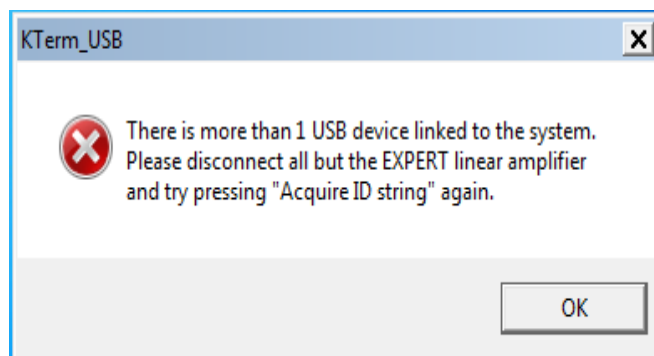 KTerm_USB
There is more than 1 USB device linked to the system.
Please disconnect all but the EXPERT linear amplifier
and try pressing "Acquire ID string" again.
OK